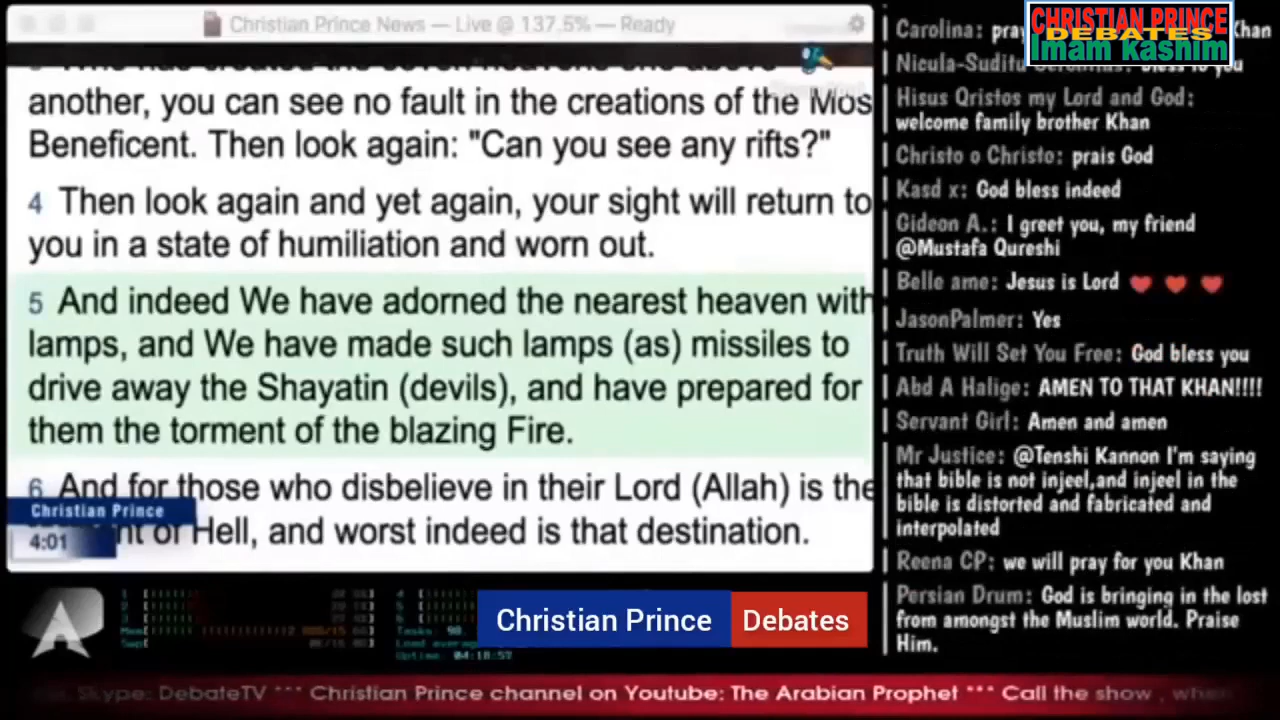 Christian Prince News — Live @ 137.5% — Ready
another, you can see no fault in the creations of the Mos
Beneficent. Then look again: "Can you see any rifts?"
4 Then look again and yet again, your sight will return to
you in a state of humiliation and worn out.
5 And indeed We have adorned the nearest heaven with
lamps, and We have made such lamps (as) missiles to
drive away the Shayatin (devils), and have prepared for
them the torment of the blazing Fire.
6 And for those who disbelieve in their Lord (Allah) is the
of Hell, and worst indeed is that destination.
Christian Prince
4:01
Christian Prince Debates
Skype: DebateTV *** Christian Prince channel on Youtube: The Arabian Prophet *** Call the show , when
CHRISTIAN PRINCE
DEBATES
Imam Kashim
Carolina: Khan
Nicula-Suditu bless to you
Hisus Qristos my Lord and God:
welcome family brother Khan
Christo o Christo: prais God
Kasd x: God bless indeed
Gideon A.: I greet you, my friend
@Mustafa Qureshi
Belle ame: Jesus is Lord
JasonPalmer: Yes
Truth Will Set You Free: God bless you
Abd A Halige: AMEN TO THAT KHAN!!!!
Servant Girl: Amen and amen
Mr Justice: @Tenshi Kannon I'm saying
that bible is not injeel,and injeel in the
bible is distorted and fabricated and
interpolated
Reena CP: we will pray for you Khan
Persian Drum: God is bringing in the lost
from amongst the Muslim world. Praise
Him.